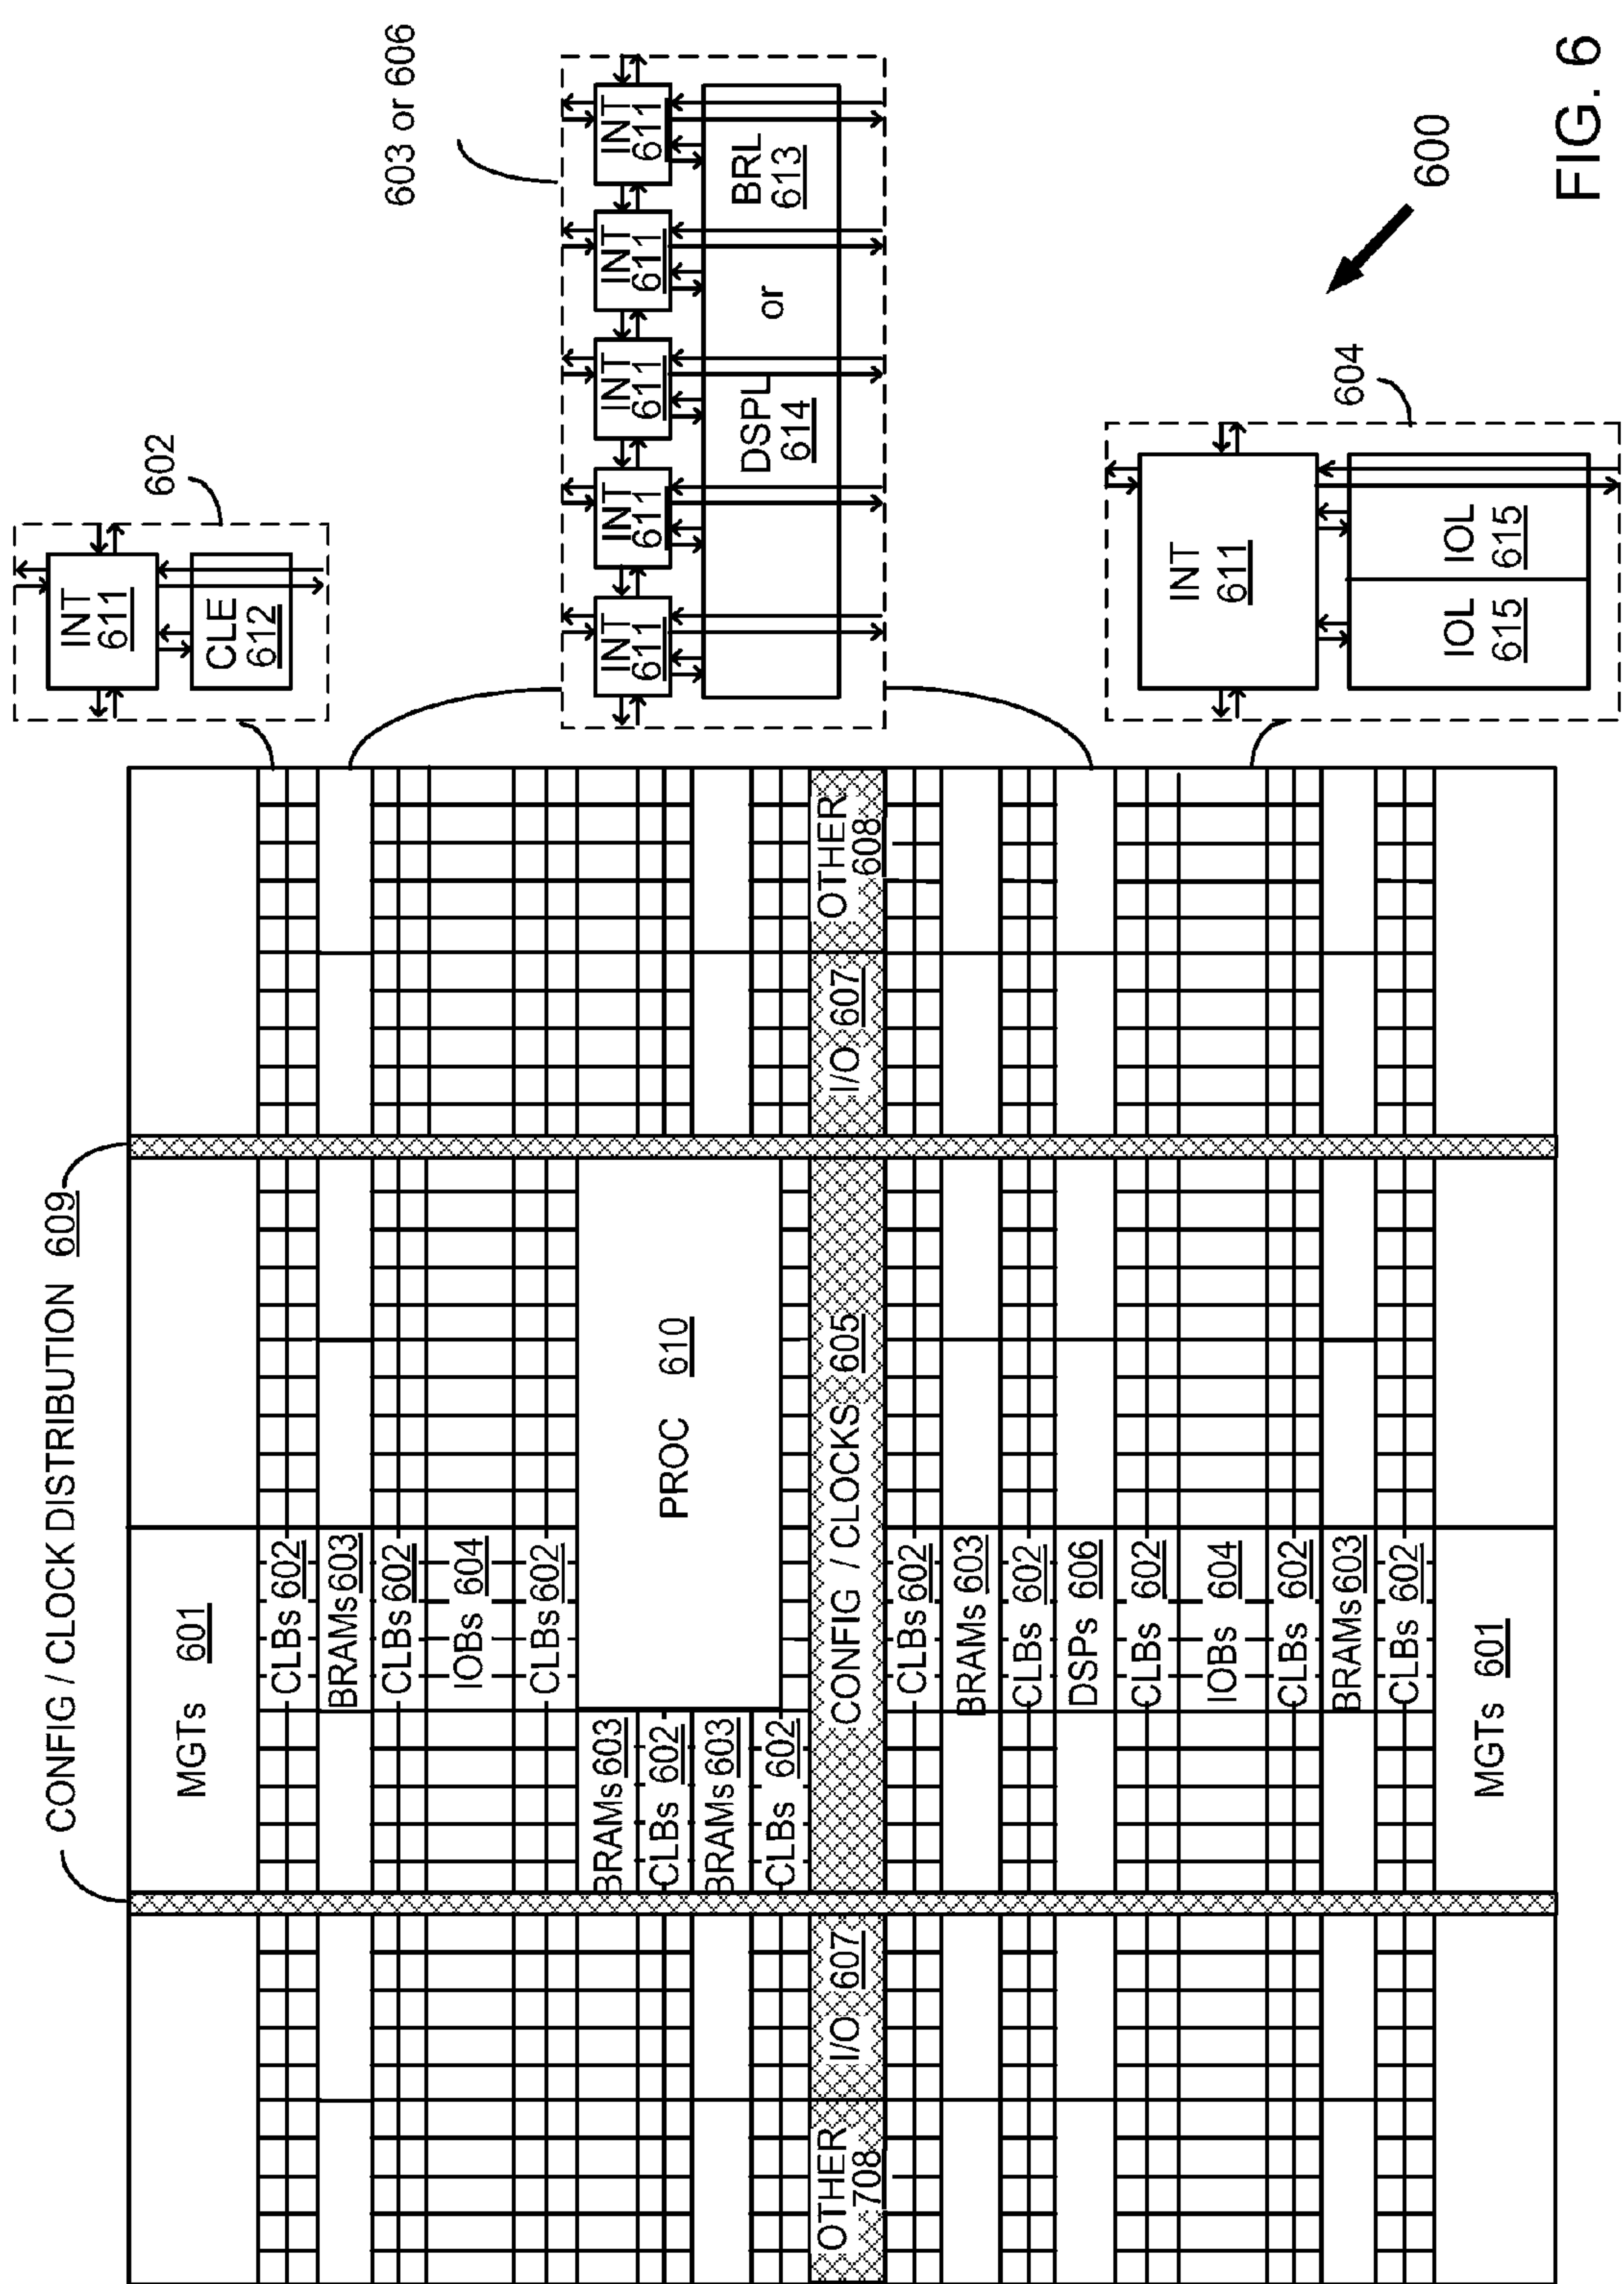 CONFIG / CLOCK DISTRIBUTION 609
MGTs 601
CLBs 602
BRAMs 603
CLBs 602
IOBs 604
CLBs 602
BRAMs 603
CLBs 602
BRAMs 603
CLBs 602
PROC 610
OTHER
708
I/O 607
CONFIG / CLOCKS 605
I/O 607
OTHER
608
CLBs 602
BRAMs 603
CLBs 602
DSPs 606
CLBs 602
IOBs 604
CLBs 602
BRAMs 603
CLBs 602
MGTs 601
602
INT
611
CLE
612
603 or 606
INT
611
INT
611
INT
611
INT
611
INT
611
DSPL
614
or
BRL
613
604
INT
611
IOL
615
IOL
615
600
FIG. 6